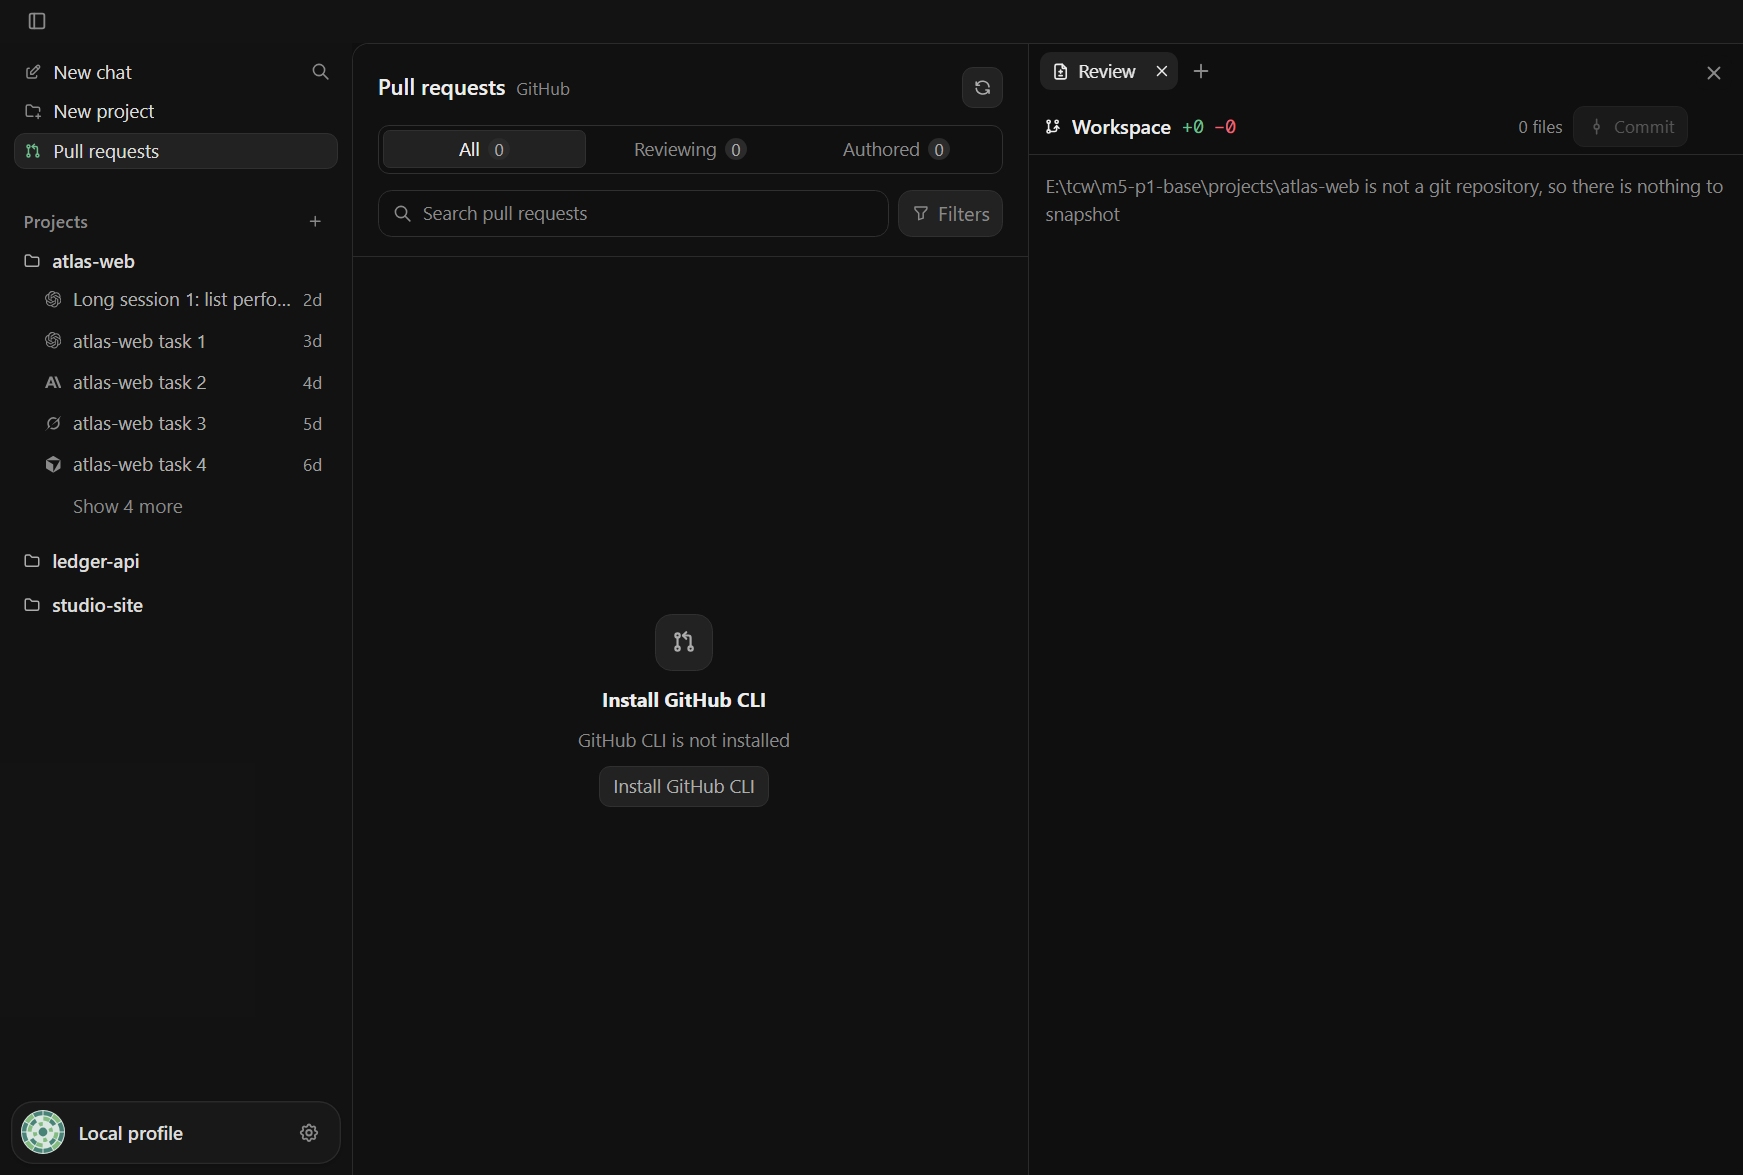 New chat
New project
Pull requests
Projects
atlas-web
Long session 1: list perfo... 2d
atlas-web task 1 3d
atlas-web task 2 4d
atlas-web task 3 5d
atlas-web task 4 6d
Show 4 more
ledger-api
studio-site
Local profile
Pull requests GitHub
All 0 Reviewing 0 Authored 0
Search pull requests Filters
Install GitHub CLI
GitHub CLI is not installed
Install GitHub CLI
Review
Workspace +0 −0 0 files Commit
E:\tcw\m5-p1-base\projects\atlas-web is not a git repository, so there is nothing to
snapshot